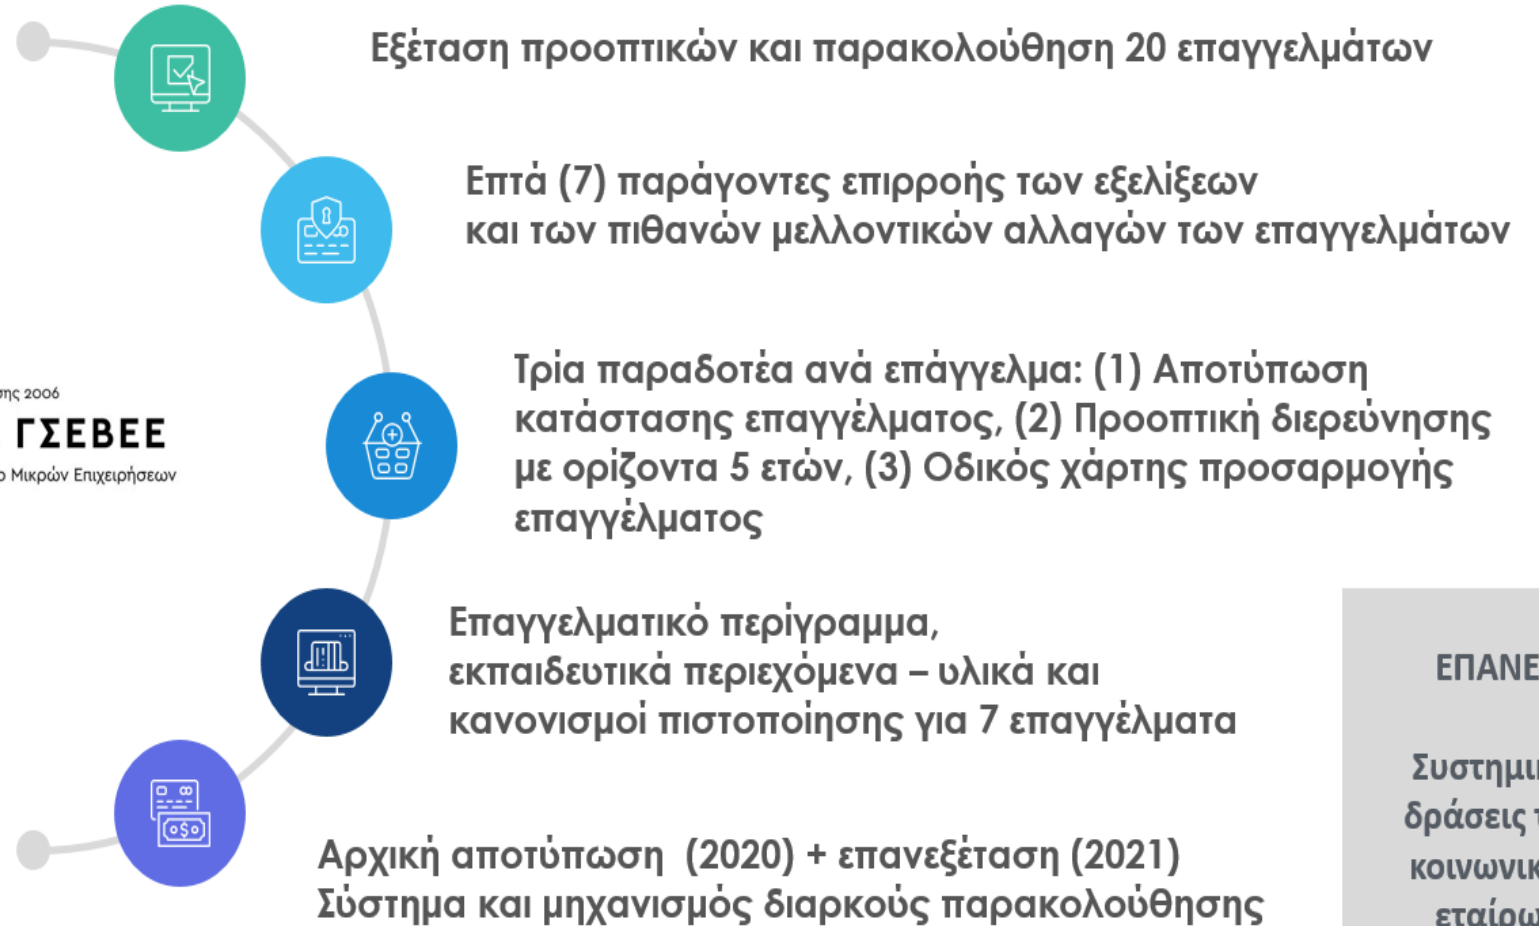 Εξέταση προοπτικών και παρακολούθηση 20 επαγγελμάτων
Επτά (7) παράγοντες επιρροής των εξελίξεων
και των πιθανών μελλοντικών αλλαγών των επαγγελμάτων
Τρία παραδοτέα ανά επάγγελμα: (1) Αποτύπωση
κατάστασης επαγγέλματος, (2) Προοπτική διερεύνησης
με ορίζοντα 5 ετών, (3) Οδικός χάρτης προσαρμογής
επαγγέλματος
2006
ΓΣΕΒΕΕ
Μικρών Επιχειρήσεων
Επαγγελματικό περίγραμμα,
εκπαιδευτικά περιεχόμενα – υλικά και
κανονισμοί πιστοποίησης για 7 επαγγέλματα
Αρχική αποτύπωση (2020) + επανεξέταση (2021)
Σύστημα και μηχανισμός διαρκούς παρακολούθησης
δράσεις